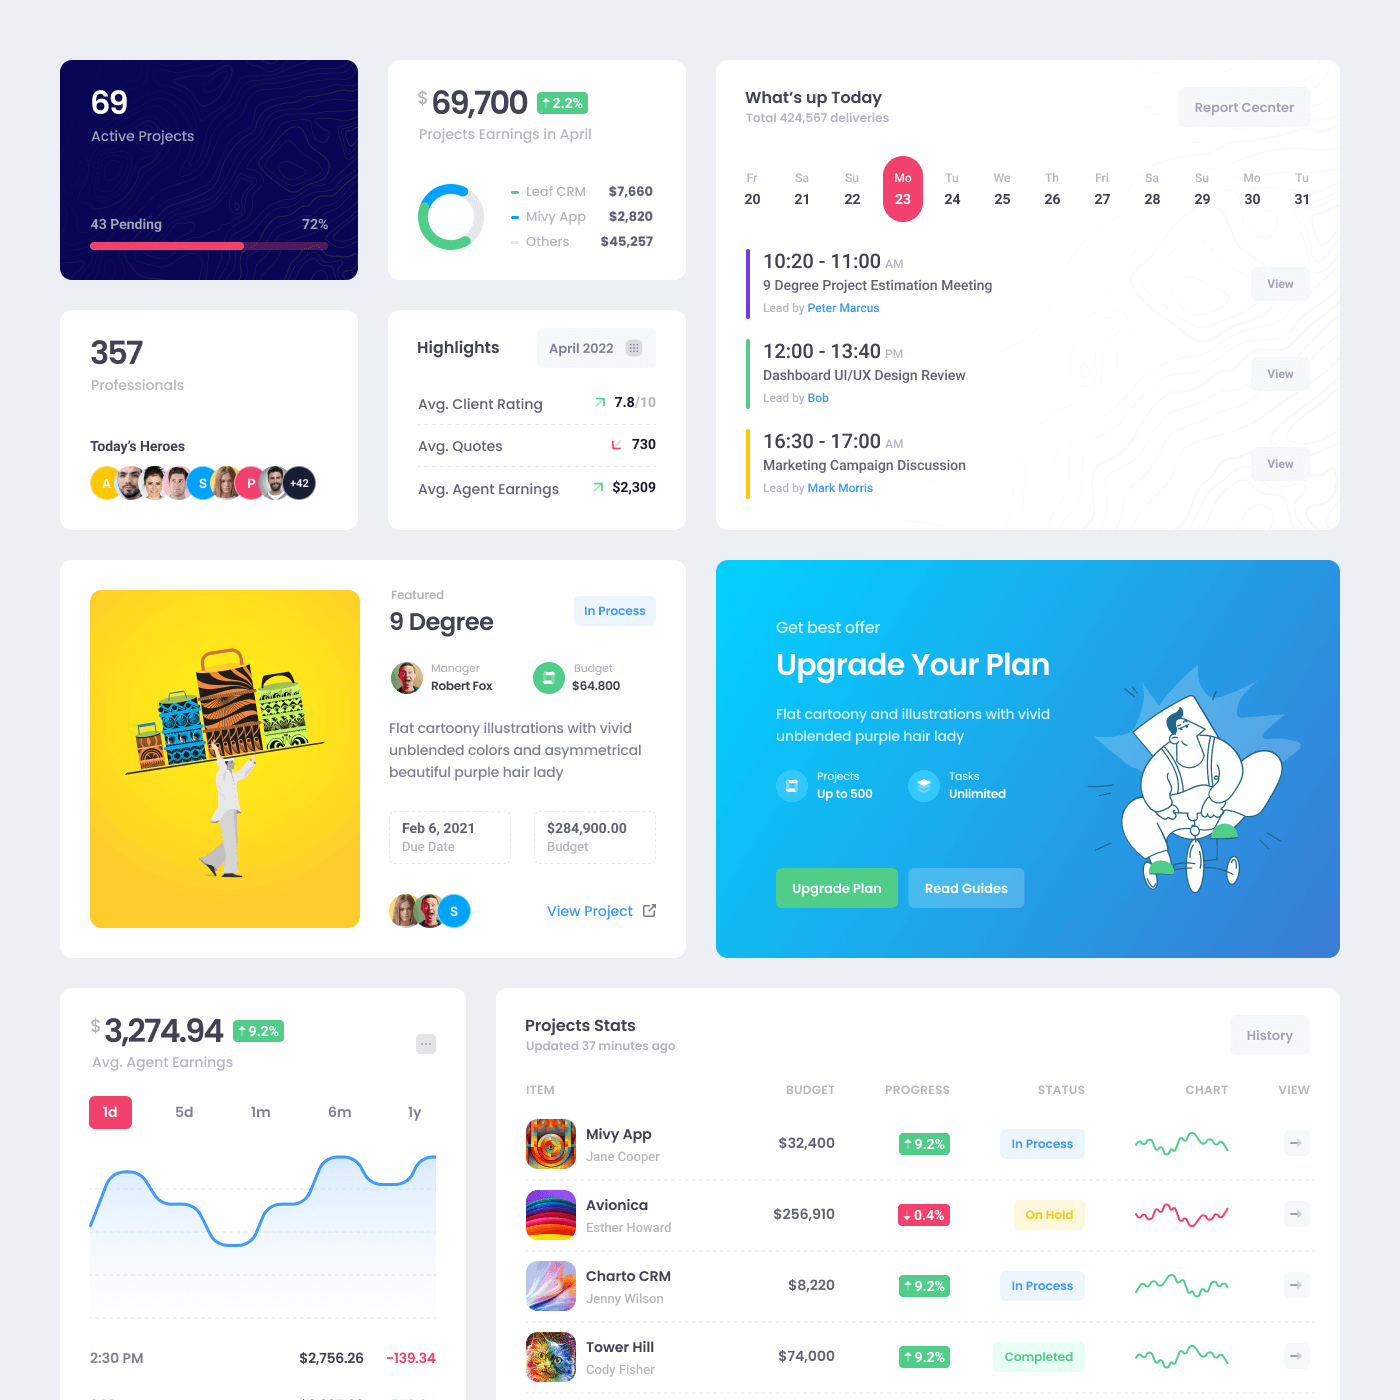 69
Active Projects
43 Pending 72%
$ 69,700 2.2%
Projects Earnings in April
Leaf CRM $7,660
Mivy App $2,820
Others $45,257
What's up Today
Total 424,567 deliveries
Report Cecnter
Fr Sa Su Mo Tu We Th Fri Sa Su Mo Tu
20 21 22 23 24 25 26 27 28 29 30 31
10:20 - 11:00 AM
9 Degree Project Estimation Meeting
Lead by Peter Marcus
View
12:00 - 13:40 PM
Dashboard UI/UX Design Review
Lead by Bob
View
16:30 - 17:00 AM
Marketing Campaign Discussion
Lead by Mark Morris
View
357
Professionals
Today's Heroes
A S P +42
Highlights
April 2022
Avg. Client Rating 7.8/10
Avg. Quotes 730
Avg. Agent Earnings $2,309
Featured
9 Degree
In Process
Manager
Robert Fox
Budget
$64.800
Flat cartoony illustrations with vivid
unblended colors and asymmetrical
beautiful purple hair lady
Feb 6, 2021
Due Date
$284,900.00
Budget
S
View Project
Get best offer
Upgrade Your Plan
Flat cartoony and illustrations with vivid
unblended purple hair lady
Projects
Up to 500
Tasks
Unlimited
Upgrade Plan
Read Guides
$ 3,274.94 9.2%
Avg. Agent Earnings
1d 5d 1m 6m 1y
2:30 PM $2,756.26 -139.34
Projects Stats
Updated 37 minutes ago
History
ITEM BUDGET PROGRESS STATUS CHART VIEW
Mivy App
Jane Cooper
$32,400 9.2% In Process
Avionica
Esther Howard
$256,910 0.4% On Hold
Charto CRM
Jenny Wilson
$8,220 9.2% In Process
Tower Hill
Cody Fisher
$74,000 9.2% Completed